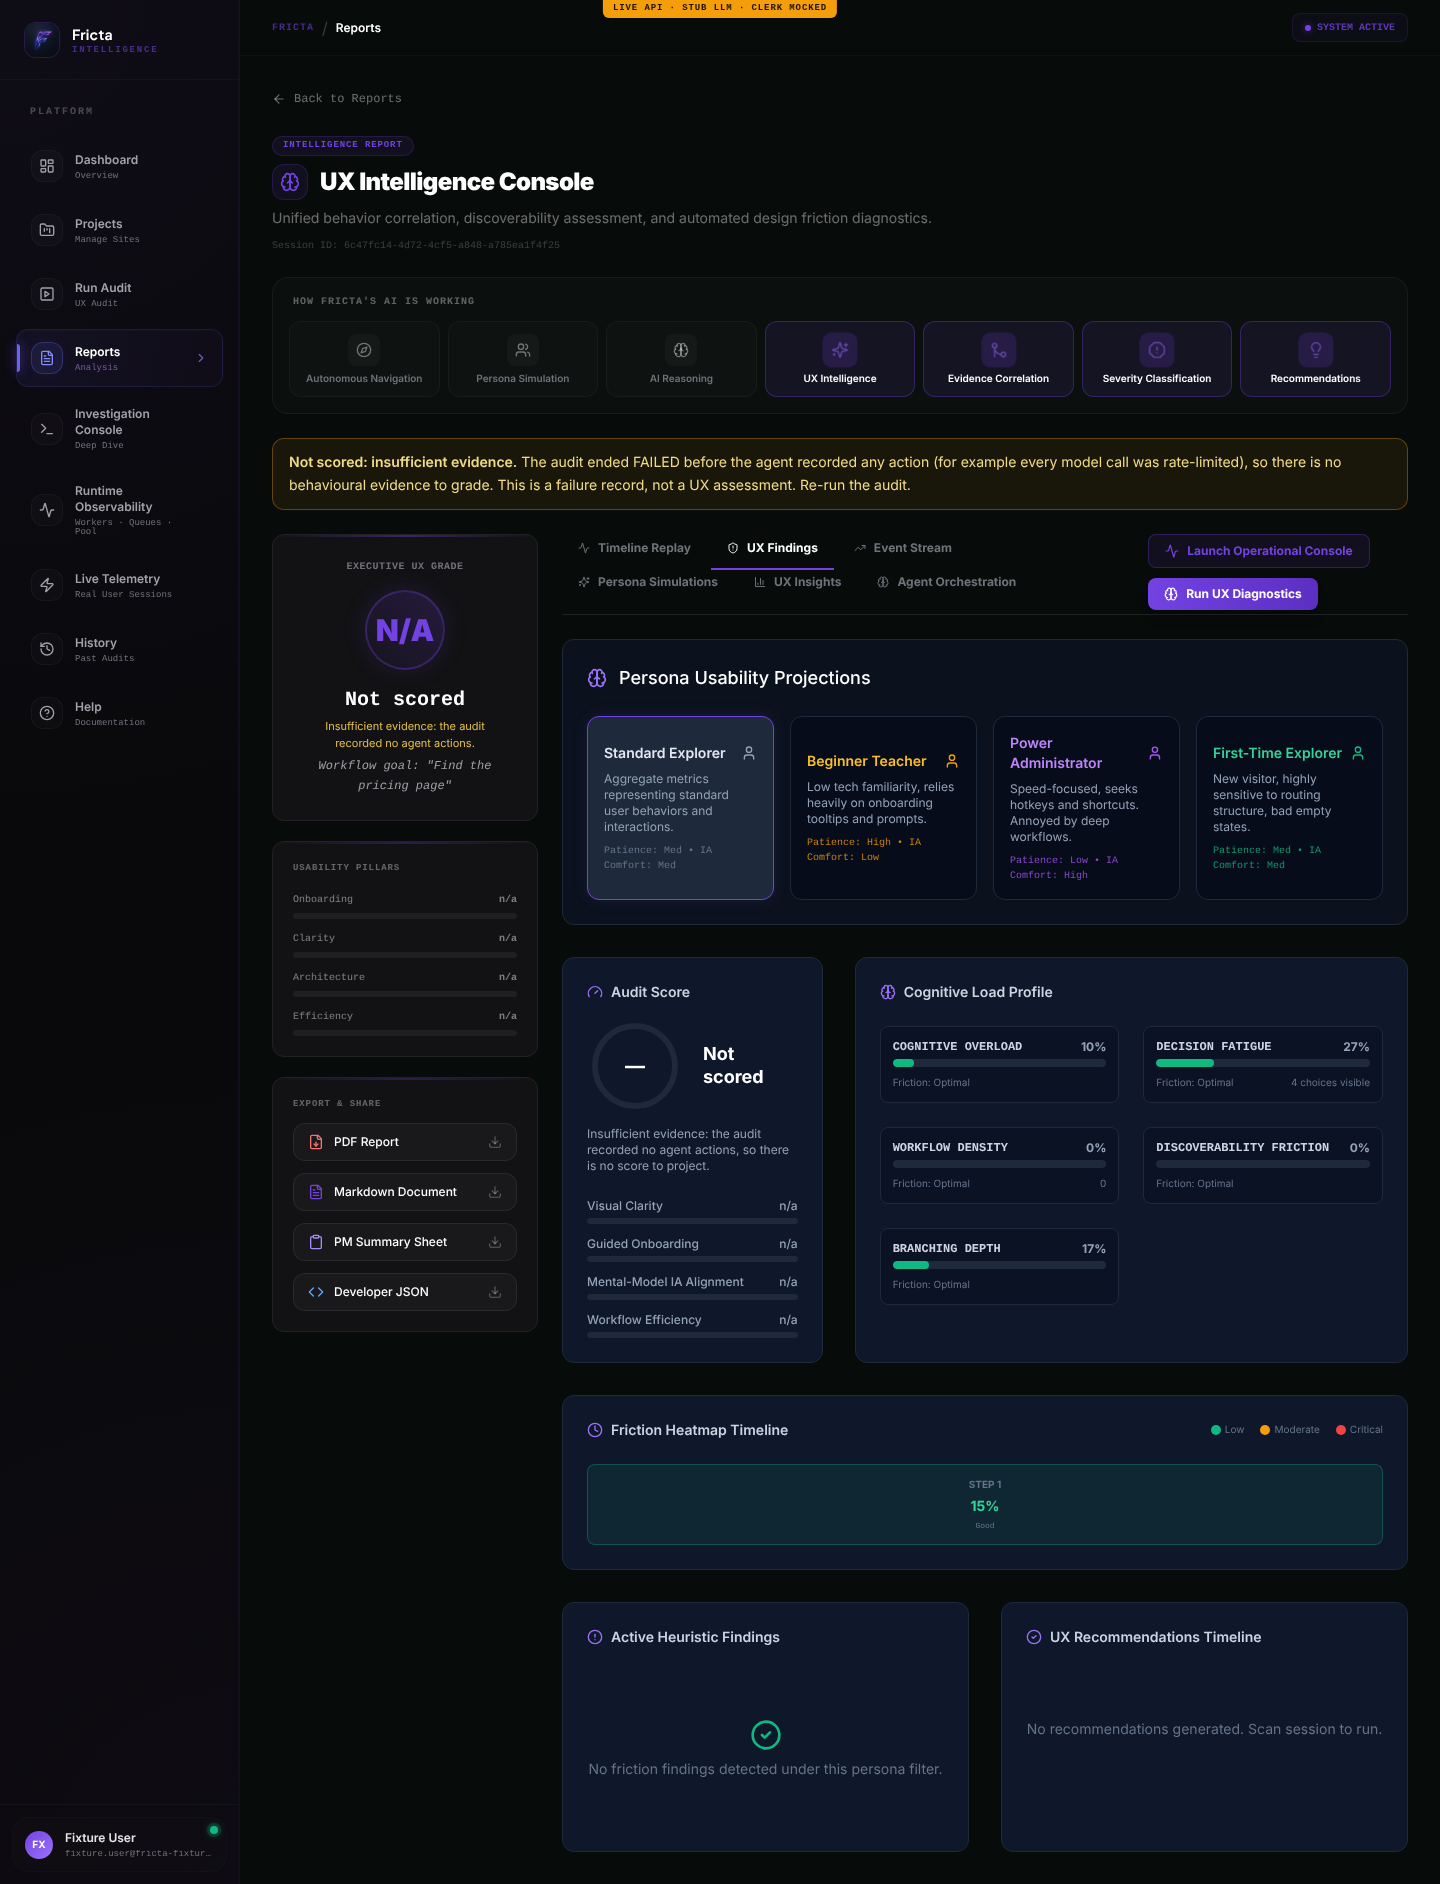 LIVE API · STUB LLM · CLERK MOCKED
Fricta
INTELLIGENCE
FRICTA / Reports
SYSTEM ACTIVE
PLATFORM
Dashboard
Overview
Projects
Manage Sites
Run Audit
UX Audit
Reports
Analysis
Investigation
Console
Deep Dive
Runtime
Observability
Workers · Queues ·
Pool
Live Telemetry
Real User Sessions
History
Past Audits
Help
Documentation
FX
Fixture User
fixture.user@fricta-fixtur…
Back to Reports
INTELLIGENCE REPORT
UX Intelligence Console
Unified behavior correlation, discoverability assessment, and automated design friction diagnostics.
Session ID: 6c47fc14-4d72-4cf5-a848-a785ea1f4f25
HOW FRICTA'S AI IS WORKING
Autonomous Navigation
Persona Simulation
AI Reasoning
UX Intelligence
Evidence Correlation
Severity Classification
Recommendations
Not scored: insufficient evidence. The audit ended FAILED before the agent recorded any action (for example every model call was rate-limited), so there is no
behavioural evidence to grade. This is a failure record, not a UX assessment. Re-run the audit.
EXECUTIVE UX GRADE
N/A
Not scored
Insufficient evidence: the audit
recorded no agent actions.
Workflow goal: "Find the
pricing page"
USABILITY PILLARS
Onboarding n/a
Clarity n/a
Architecture n/a
Efficiency n/a
EXPORT & SHARE
PDF Report
Markdown Document
PM Summary Sheet
Developer JSON
Timeline Replay
UX Findings
Event Stream
Persona Simulations
UX Insights
Agent Orchestration
Launch Operational Console
Run UX Diagnostics
Persona Usability Projections
Standard Explorer
Aggregate metrics
representing standard
user behaviors and
interactions.
Patience: Med • IA
Comfort: Med
Beginner Teacher
Low tech familiarity, relies
heavily on onboarding
tooltips and prompts.
Patience: High • IA
Comfort: Low
Power
Administrator
Speed-focused, seeks
hotkeys and shortcuts.
Annoyed by deep
workflows.
Patience: Low • IA
Comfort: High
First-Time Explorer
New visitor, highly
sensitive to routing
structure, bad empty
states.
Patience: Med • IA
Comfort: Med
Audit Score
—
Not
scored
Insufficient evidence: the audit
recorded no agent actions, so there
is no score to project.
Visual Clarity n/a
Guided Onboarding n/a
Mental-Model IA Alignment n/a
Workflow Efficiency n/a
Cognitive Load Profile
COGNITIVE OVERLOAD 10%
Friction: Optimal
DECISION FATIGUE 27%
Friction: Optimal 4 choices visible
WORKFLOW DENSITY 0%
Friction: Optimal 0
DISCOVERABILITY FRICTION 0%
Friction: Optimal
BRANCHING DEPTH 17%
Friction: Optimal
Friction Heatmap Timeline
Low Moderate Critical
STEP 1
15%
Good
Active Heuristic Findings
No friction findings detected under this persona filter.
UX Recommendations Timeline
No recommendations generated. Scan session to run.